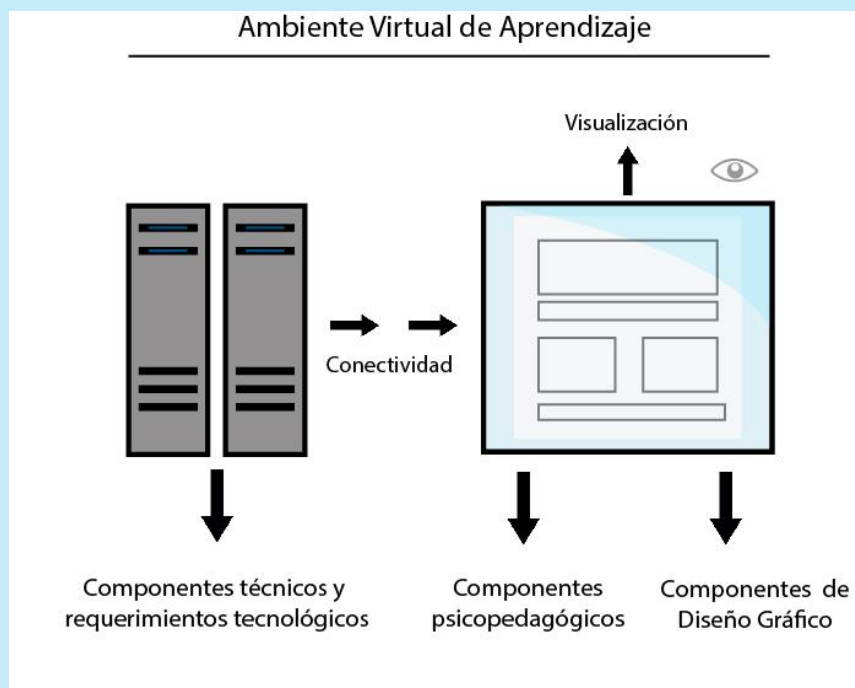 Ambiente Virtual de Aprendizaje
Visualización
Conectividad
Componentes técnicos y
requerimientos tecnológicos
Componentes
psicopedagógicos
Componentes de
Diseño Gráfico